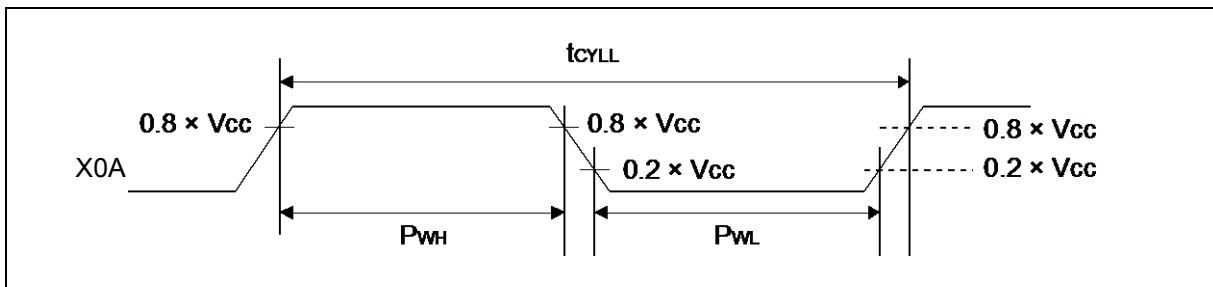 tCYLL
0.8 × Vcc
0.8 × Vcc
0.8 × Vcc
X0A
0.2 × Vcc
0.2 × Vcc
PWH
PWL